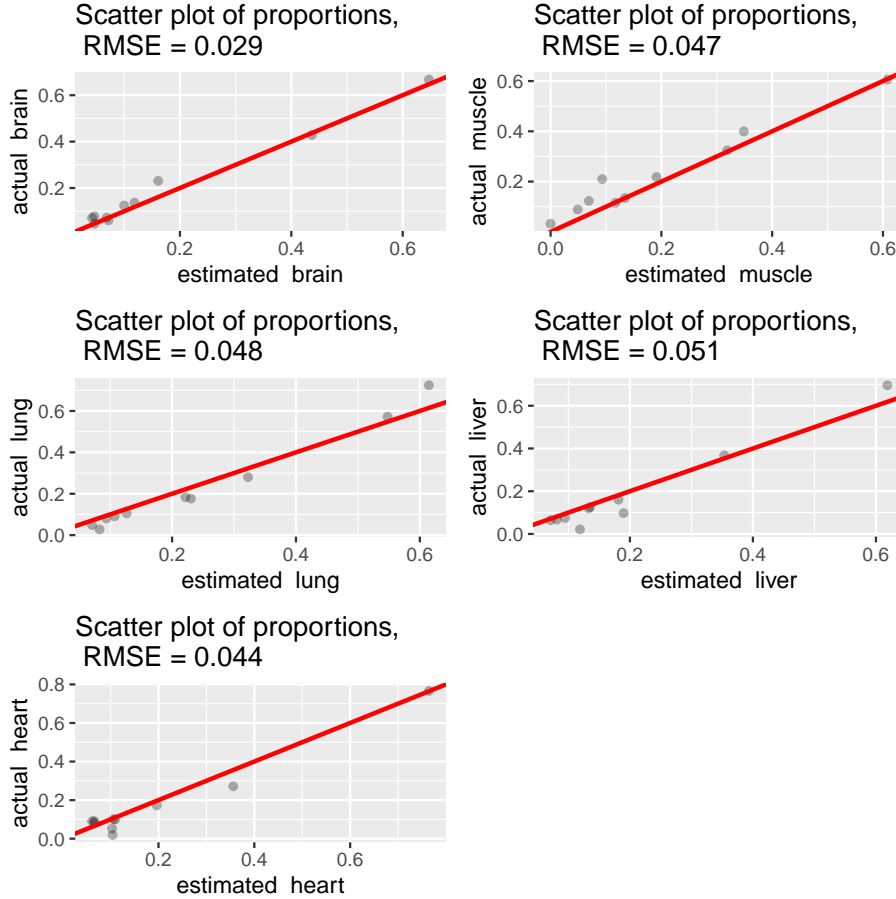 Scatter plot of proportions,
RMSE = 0.029
actual brain
0.6
0.4
0.2
0.2
0.4
0.6
estimated brain
Scatter plot of proportions,
RMSE = 0.047
actual muscle
0.6
0.4
0.2
0.0
0.2
0.4
0.6
estimated muscle
Scatter plot of proportions,
RMSE = 0.048
actual lung
0.6
0.4
0.2
0.0
0.2
0.4
0.6
estimated lung
Scatter plot of proportions,
RMSE = 0.051
actual liver
0.6
0.4
0.2
0.0
0.2
0.4
0.6
estimated liver
Scatter plot of proportions,
RMSE = 0.044
actual heart
0.8
0.6
0.4
0.2
0.0
0.2
0.4
0.6
estimated heart